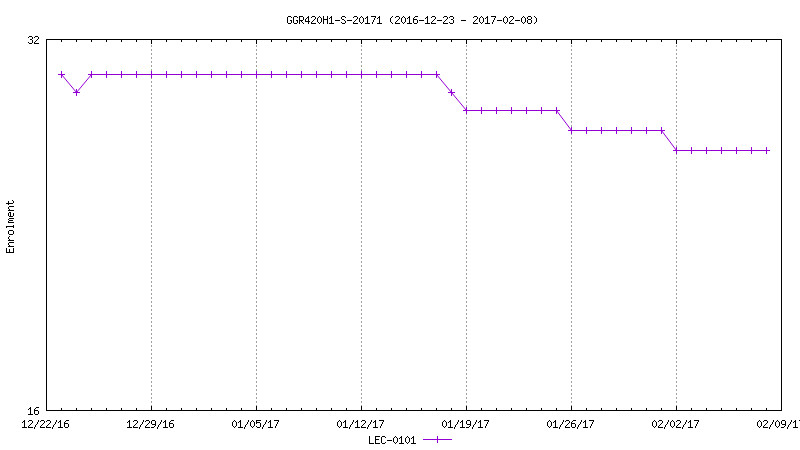 GGR420H1-S-20171 (2016-12-23 - 2017-02-08)
32
Enrolment
16
12/22/16 12/29/16 01/05/17 01/12/17 01/19/17 01/26/17 02/02/17 02/09/1
LEC-0101